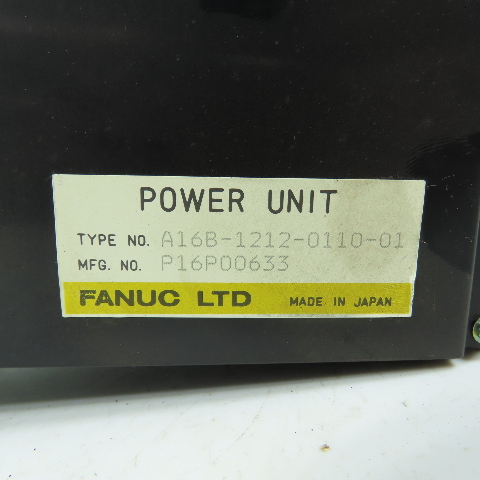 POWER UNIT
TYPE NO. A16B-1212-0110-01
MFG. NO. P16P00633
FANUC LTD MADE IN JAPAN